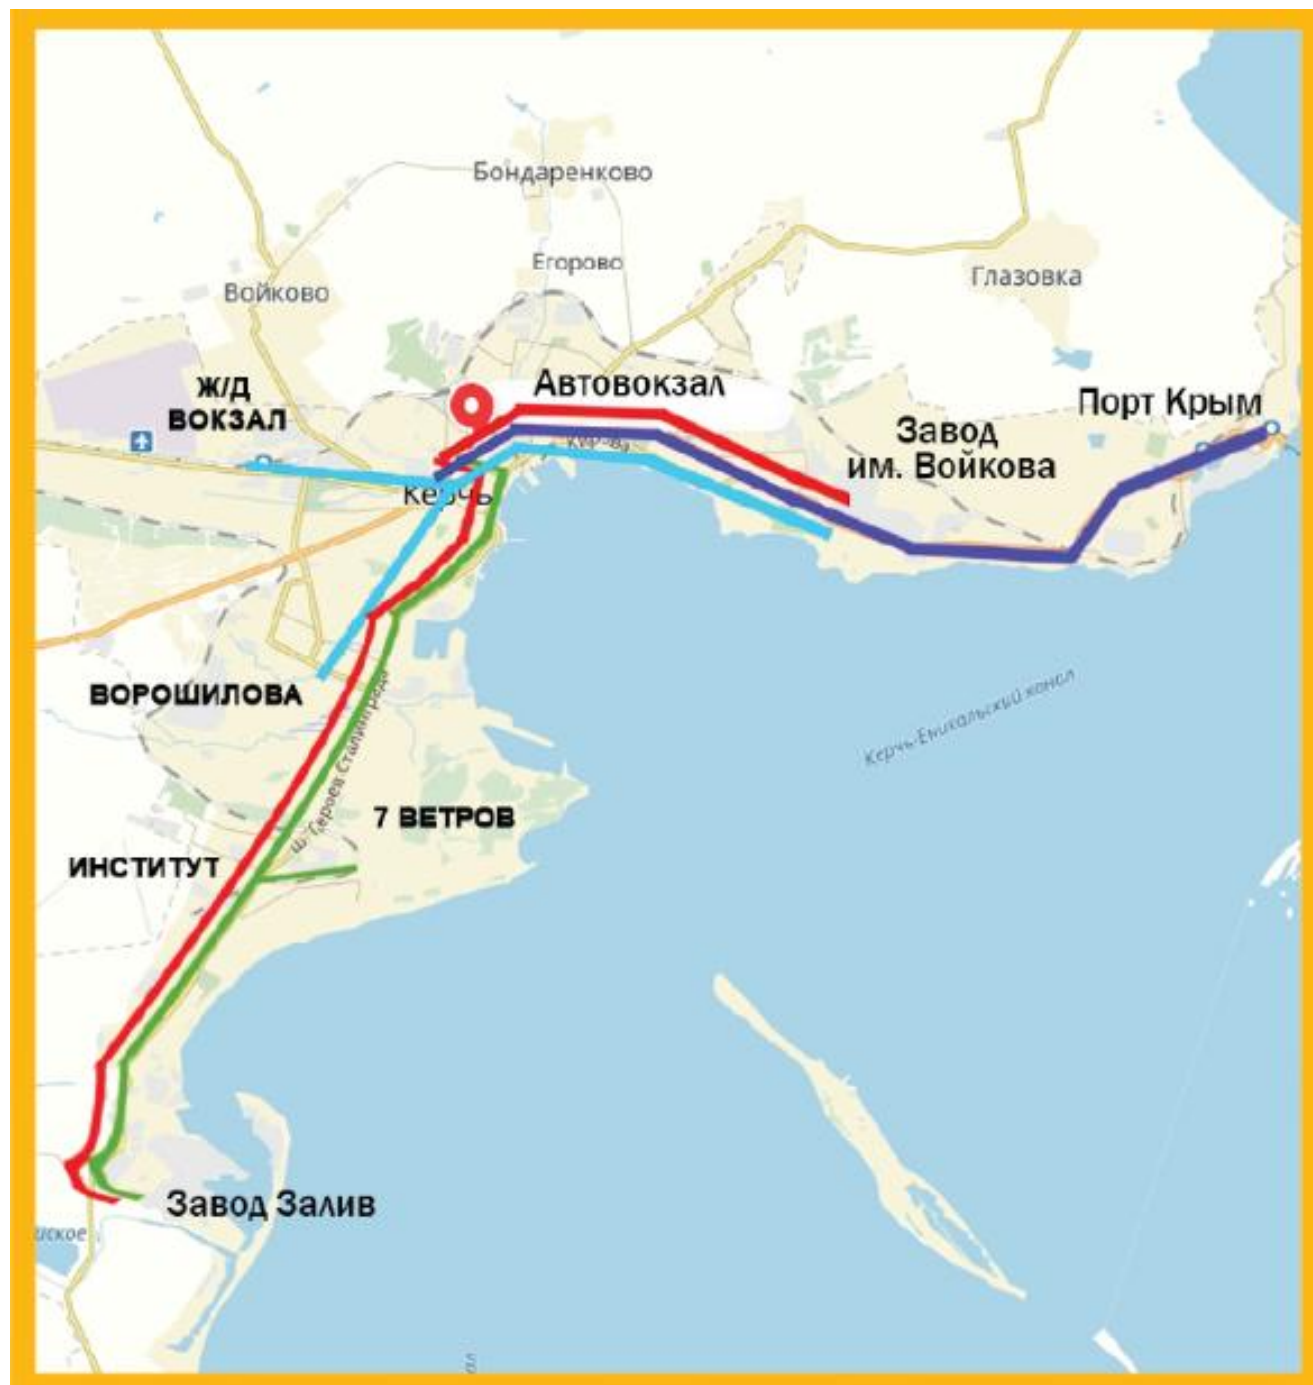 Бондаренково
Егорово
Глазовка
Войково
Ж/Д
ВОКЗАЛ
Автовокзал
Порт Крым
Завод
им. Войкова
Кирова
Керчь
ВОРОШИЛОВА
Керчь-Еникальский канал
ш. Героев Сталинграда
7 ВЕТРОВ
ИНСТИТУТ
Завод Залив